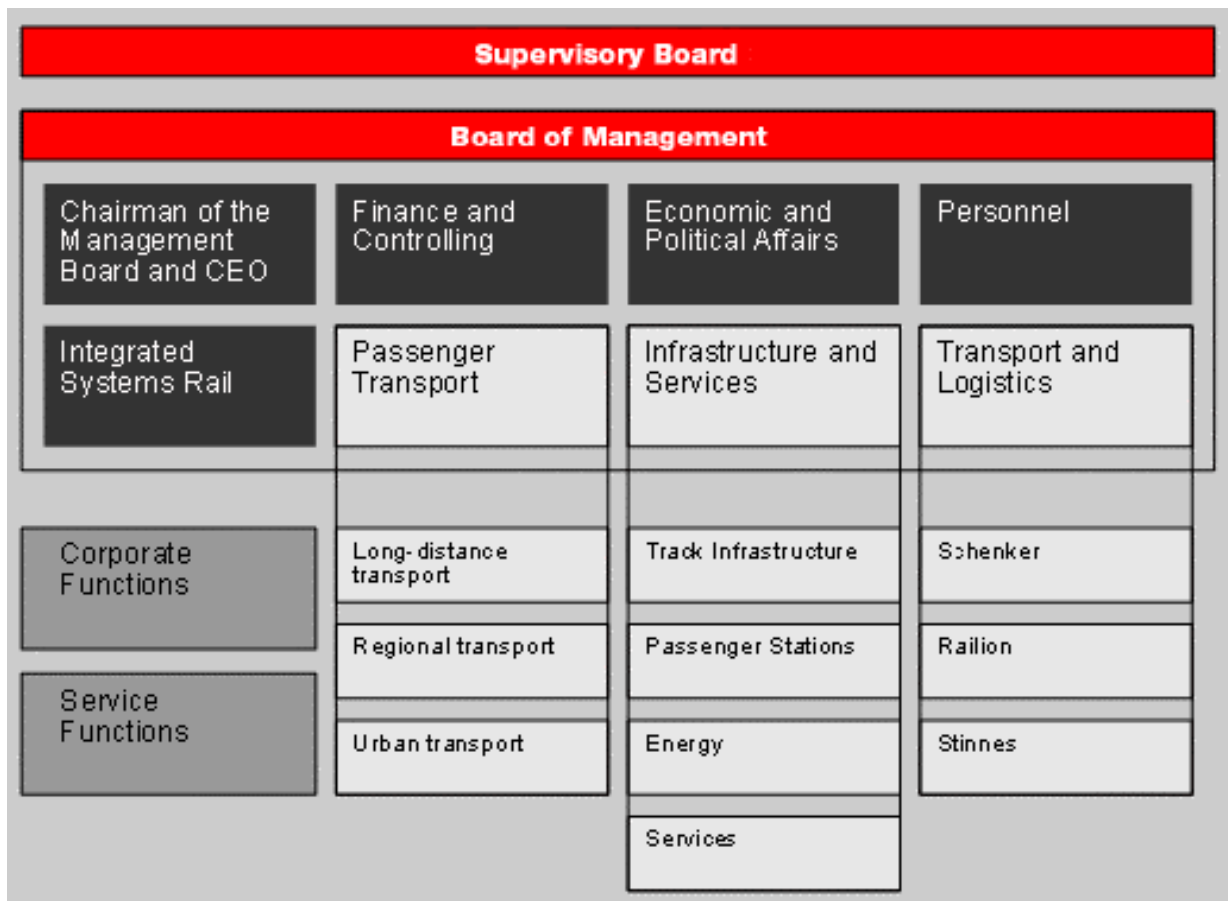 Supervisory Board
Board of Management
Chairman of the
Management
Board and CEO
Finance and
Controlling
Economic and
Political Affairs
Personnel
Integrated
Systems Rail
Passenger
Transport
Infrastructure and
Services
Transport and
Logistics
Corporate
Functions
Long-distance
transport
Track Infrastructure
Schenker
Regional transport
Passenger Stations
Railion
Service
Functions
Urban transport
Energy
Stinnes
Services